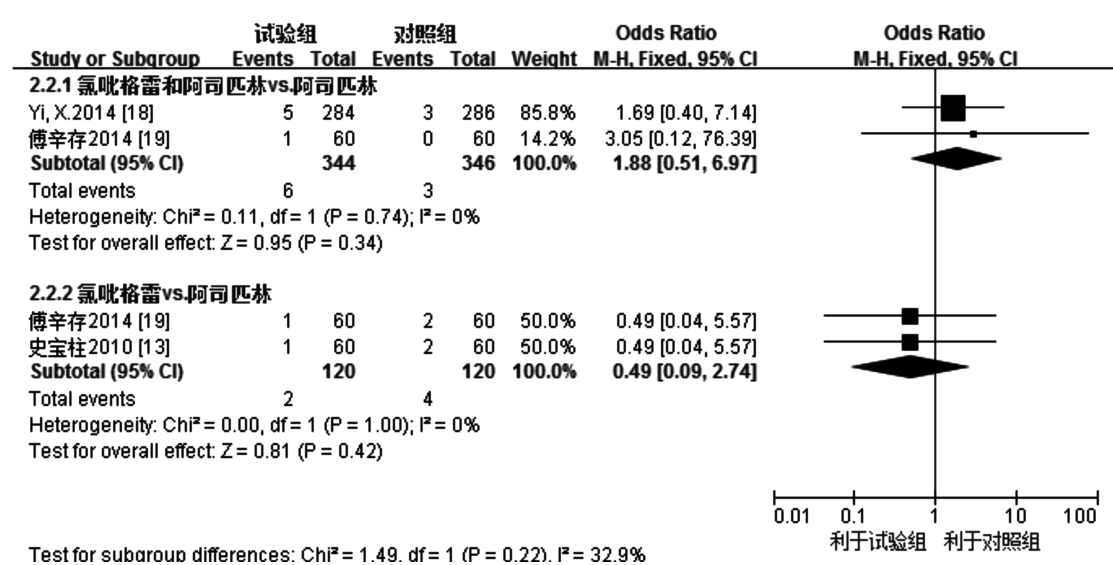 试验组 对照组 Odds Ratio Odds Ratio
Study or Subgroup Events Total Events Total Weight M-H, Fixed, 95% CI M-H, Fixed, 95% CI
2.2.1 氯吡格雷和阿司匹林vs.阿司匹林
Yi, X.2014 [18] 5 284 3 286 85.8% 1.69 [0.40, 7.14]
傅辛存2014 [19] 1 60 0 60 14.2% 3.05 [0.12, 76.39]
Subtotal (95% CI) 344 346 100.0% 1.88 [0.51, 6.97]
Total events 6 3
Heterogeneity: Chi² = 0.11, df = 1 (P = 0.74); I² = 0%
Test for overall effect: Z = 0.95 (P = 0.34)
2.2.2 氯吡格雷vs.阿司匹林
傅辛存2014 [19] 1 60 2 60 50.0% 0.49 [0.04, 5.57]
史宝柱2010 [13] 1 60 2 60 50.0% 0.49 [0.04, 5.57]
Subtotal (95% CI) 120 120 100.0% 0.49 [0.09, 2.74]
Total events 2 4
Heterogeneity: Chi² = 0.00, df = 1 (P = 1.00); I² = 0%
Test for overall effect: Z = 0.81 (P = 0.42)
0.01 0.1 1 10 100
利于试验组 利于对照组
Test for subgroup differences: Chi² = 1.49, df = 1 (P = 0.22), I² = 32.9%